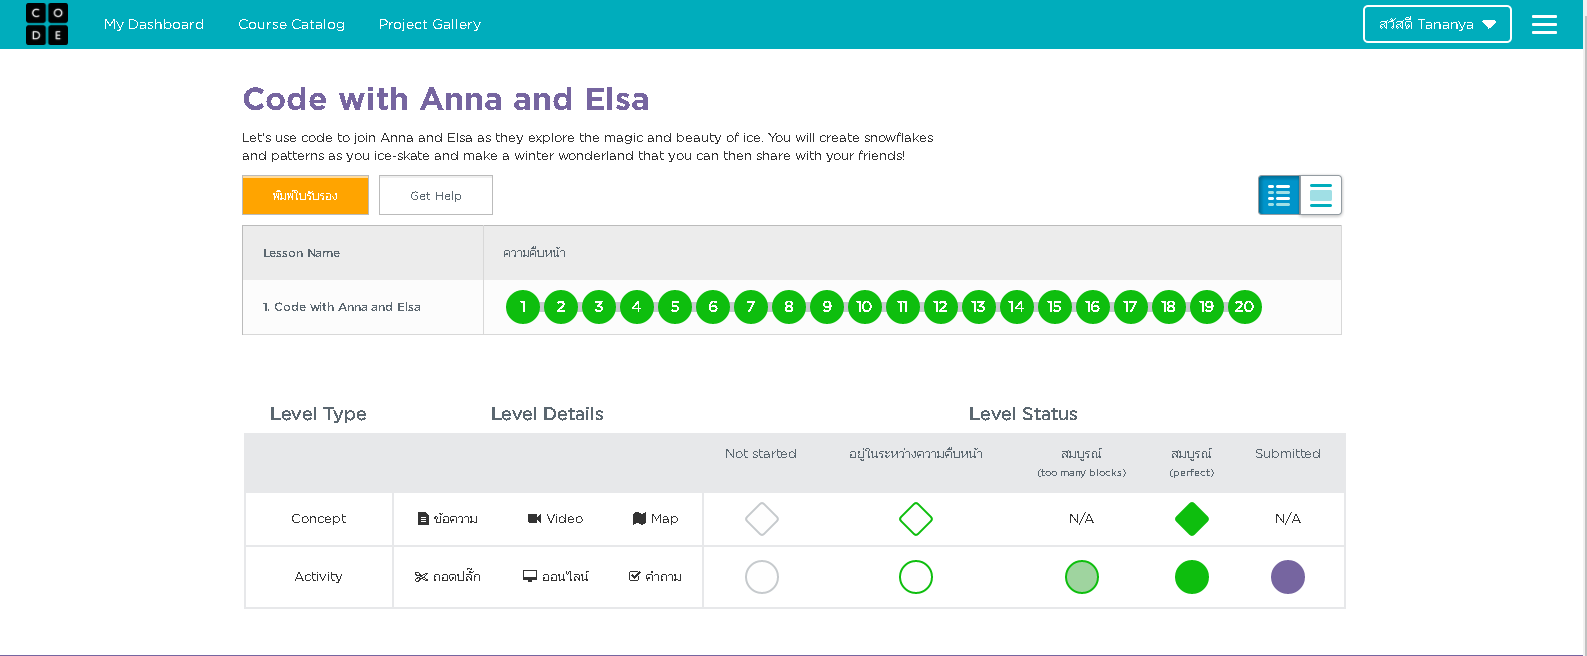 CODE
My Dashboard Course Catalog Project Gallery สวัสดี Tananya
Code with Anna and Elsa
Let's use code to join Anna and Elsa as they explore the magic and beauty of ice. You will create snowflakes
and patterns as you ice-skate and make a winter wonderland that you can then share with your friends!
พิมพ์ใบรับรอง Get Help
Lesson Name ความคืบหน้า
1. Code with Anna and Elsa 1 2 3 4 5 6 7 8 9 10 11 12 13 14 15 16 17 18 19 20
Level Type Level Details Level Status
Not started อยู่ในระหว่างความคืบหน้า สมบูรณ์ สมบูรณ์ Submitted
(too many blocks) (perfect)
Concept ข้อความ Video Map N/A N/A
Activity ถอดปลั๊ก ออนไลน์ คำถาม